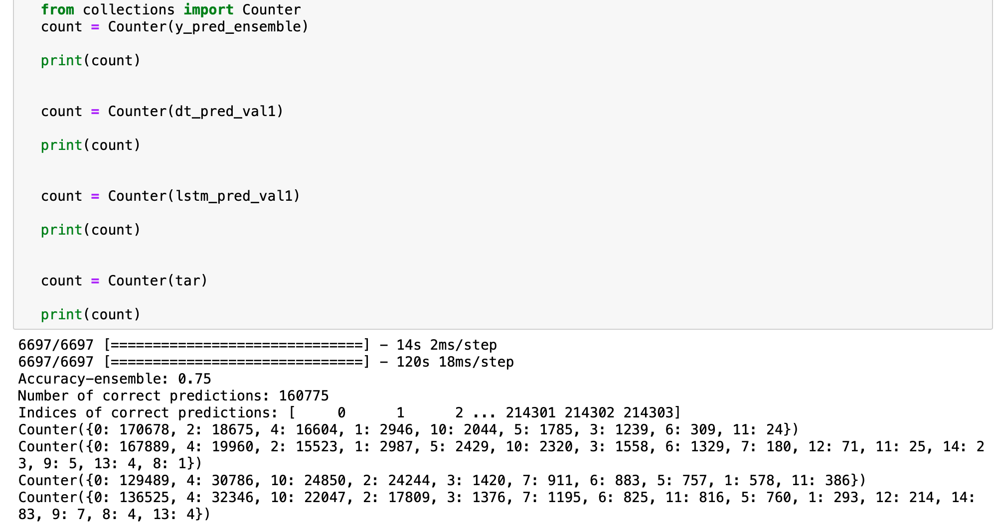 from collections import Counter
count = Counter(y_pred_ensemble)
print(count)
count = Counter(dt_pred_val1)
print(count)
count = Counter(lstm_pred_val1)
print(count)
count = Counter(tar)
print(count)
6697/6697 [==============================] - 14s 2ms/step
6697/6697 [==============================] - 120s 18ms/step
Accuracy-ensemble: 0.75
Number of correct predictions: 160775
Indices of correct predictions: [     0      1      2 ... 214301 214302 214303]
Counter({0: 170678, 2: 18675, 4: 16604, 1: 2946, 10: 2044, 5: 1785, 3: 1239, 6: 309, 11: 24})
Counter({0: 167889, 4: 19960, 2: 15523, 1: 2987, 5: 2429, 10: 2320, 3: 1558, 6: 1329, 7: 180, 12: 71, 11: 25, 14: 2
3, 9: 5, 13: 4, 8: 1})
Counter({0: 129489, 4: 30786, 10: 24850, 2: 24244, 3: 1420, 7: 911, 6: 883, 5: 757, 1: 578, 11: 386})
Counter({0: 136525, 4: 32346, 10: 22047, 2: 17809, 3: 1376, 7: 1195, 6: 825, 11: 816, 5: 760, 1: 293, 12: 214, 14:
83, 9: 7, 8: 4, 13: 4})